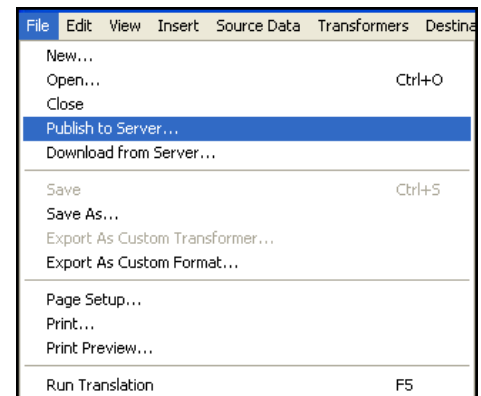 File Edit View Insert Source Data Transformers Destina
New...
Open... Ctrl+O
Close
Publish to Server...
Download from Server...
Save Ctrl+S
Save As...
Export As Custom Transformer...
Export As Custom Format...
Page Setup...
Print...
Print Preview...
Run Translation F5